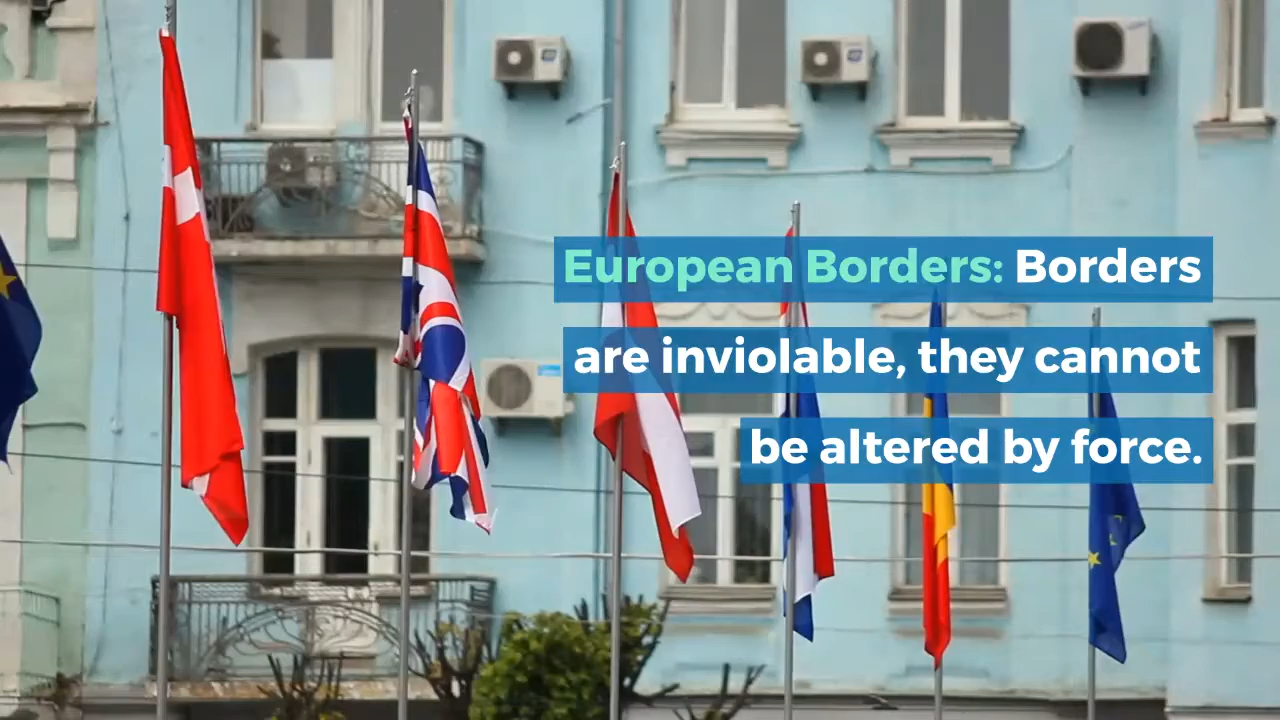 European Borders: Borders
are inviolable, they cannot
be altered by force.